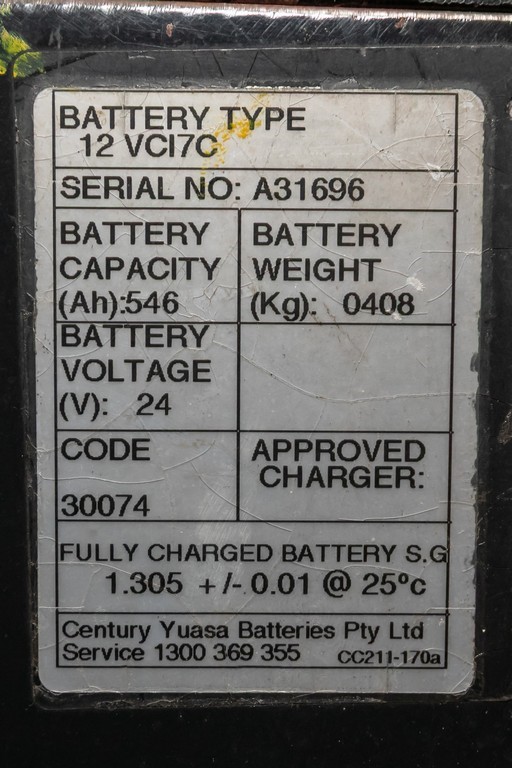 BATTERY TYPE
12 VCI7C
SERIAL NO: A31696
BATTERY
CAPACITY
(Ah):546
BATTERY
WEIGHT
(Kg): 0408
BATTERY
VOLTAGE
(V): 24
CODE
30074
APPROVED
CHARGER:
FULLY CHARGED BATTERY S.G
1.305 +/- 0.01 @ 25ºc
Century Yuasa Batteries Pty Ltd
Service 1300 369 355
CC211-170a